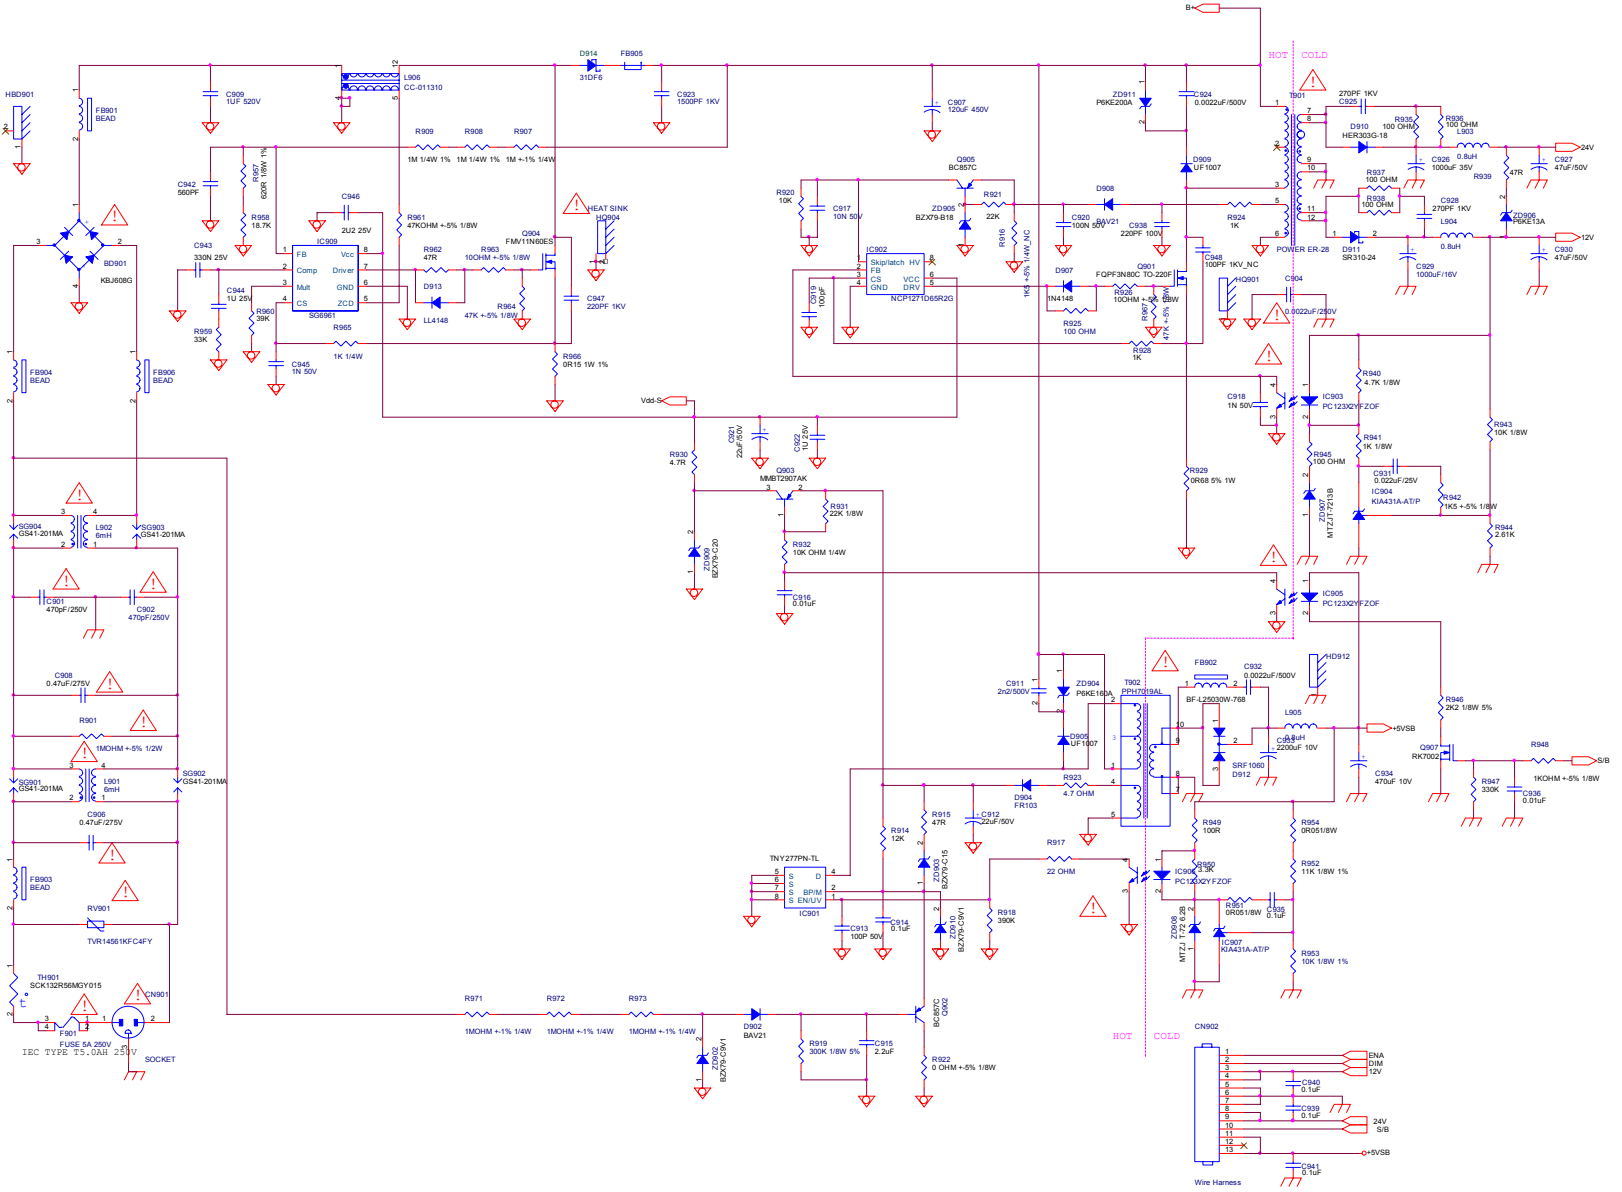 B+
HOT COLD
HBD901
2
1
FB901
BEAD
C909
1UF 520V
L906
CC-011310
D914
31DF6
FB905
C923
1500PF 1KV
C907
120uF 450V
ZD911
P6KE200A
C924
0.0022uF/500V
T901
POWER ER-28
270PF 1KV
C925
R935
100 OHM
R936
100 OHM
D910
HER303G-18
L903
0.8uH
C926
1000uF 35V
R939
47R
C927
47uF/50V
24V
R909
1M 1/4W 1%
R908
1M 1/4W 1%
R907
1M +-1% 1/4W
C942
560PF
R957
620R 1/8W 1%
R958
18.7K
C946
2U2 25V
R961
47KOHM +-5% 1/8W
Q904
FMV11N60ES
HEAT SINK
HQ904
R920
10K
C917
10N 50V
Q905
BC857C
ZD905
BZX79-B18
R921
22K
R916
1K5 +-5% 1/4W_NC
C920
100N 50V
D908
BAV21
C938
220PF 100V
D909
UF1007
R924
1K
C948
100PF 1KV_NC
R937
100 OHM
R938
100 OHM
C928
270PF 1KV
L904
0.8uH
ZD906
P6KE13A
12V
D911
SR310-24
C929
1000uF/16V
C930
47uF/50V
BD901
KBJ608G
C943
330N 25V
C944
1U 25V
R959
33K
R960
39K
C945
1N 50V
IC909
FB
Comp
Mult
CS
Vcc
Driver
GND
ZCD
SG6961
R962
47R
R963
10OHM +-5% 1/8W
D913
LL4148
R964
47K +-5% 1/8W
C947
220PF 1KV
R965
1K 1/4W
R966
0R15 1W 1%
IC902
Skip/latch HV
FB
CS
GND
VCC
DRV
NCP1271D65R2G
C919
100pF
D907
1N4148
R925
100 OHM
R926
10OHM +-5% 1/8W
Q901
FQPF3N80C TO-220F
R967
47K +-5% 1/8W
R928
1K
HQ901
C904
0.0022uF/250V
FB904
BEAD
FB906
BEAD
Vdd-S
C921
22uF/50V
C922
1U 25V
R930
4.7R
Q903
MMBT2907AK
R931
22K 1/8W
R932
10K OHM 1/4W
ZD909
BZX79-C20
C916
0.01uF
R929
0R68 5% 1W
C918
1N 50V
IC903
PC123X2YFZOF
R940
4.7K 1/8W
R941
1K 1/8W
R945
100 OHM
C931
0.022uF/25V
IC904
KIA431A-AT/P
R942
1K5 +-5% 1/8W
R943
10K 1/8W
R944
2.61K
ZD907
MTZJT-7213B
SG904
GS41-201MA
L902
6mH
SG903
GS41-201MA
C901
470pF/250V
C902
470pF/250V
C908
0.47uF/275V
R901
1MOHM +-5% 1/2W
SG901
GS41-201MA
L901
6mH
SG902
GS41-201MA
C906
0.47uF/275V
FB903
BEAD
RV901
TVR14561KFC4FY
TH901
SCK132R56MGY015
F901
FUSE 5A 250V
IEC TYPE T5.0AH 250V
CN901
SOCKET
IC905
PC123X2YFZOF
C911
2n2/500V
ZD904
P6KE160A
D905
UF1007
T902
PPH7019AL
FB902
BF-L25030W-768
C932
0.0022uF/500V
HD912
SRF1060
D912
L905
0.8uH
C933
2200uF 10V
+5VSB
C934
470uF 10V
R946
2K2 1/8W 5%
Q907
RK7002
R948
1KOHM +-5% 1/8W
S/B
R947
330K
C936
0.01uF
D904
FR103
R923
4.7 OHM
R914
12K
R915
47R
C912
22uF/50V
ZD903
BZX79-C15
R917
22 OHM
TNY277PN-TL
S
S
S
S
D
BP/M
EN/UV
IC901
C913
100P 50V
C914
0.1uF
ZD910
BZX79-C9V1
R918
390K
PC123X2YFZOF
R949
100R
R950
3.3K
R954
0R051/8W
R952
11K 1/8W 1%
R951
0R051/8W
C935
0.1uF
ZD908
MTZJ T-72 6.2B
IC907
KIA431A-AT/P
R953
10K 1/8W 1%
R971
1MOHM +-1% 1/4W
R972
1MOHM +-1% 1/4W
R973
1MOHM +-1% 1/4W
ZD902
BZX79-C9V1
D902
BAV21
R919
300K 1/8W 5%
C915
2.2uF
BC857C
Q902
R922
0 OHM +-5% 1/8W
HOT COLD
CN902
1
2
3
4
5
6
7
8
9
10
11
12
13
ENA
DIM
12V
C940
0.1uF
C939
0.1uF
24V
S/B
+5VSB
C941
0.1uF
Wire Harness